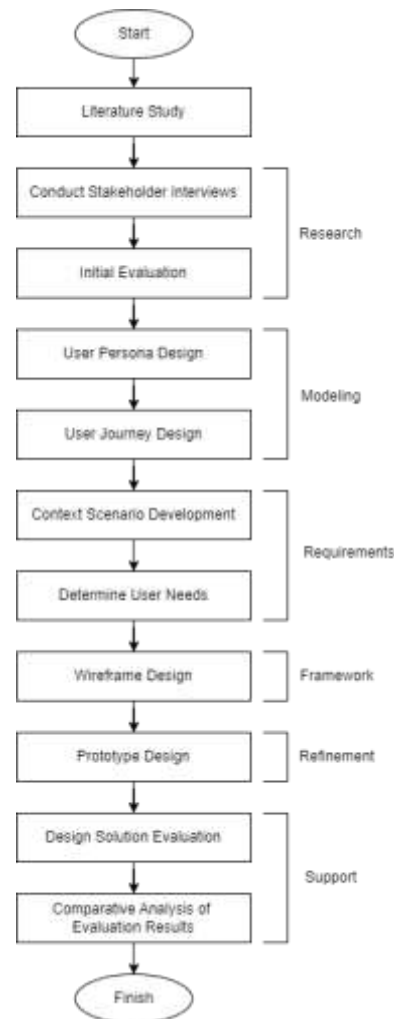 Start
Literature Study
Conduct Stakeholder Interviews
Research
Initial Evaluation
User Persona Design
Modeling
User Journey Design
Context Scenario Development
Requirements
Determine User Needs
Wireframe Design
Framework
Prototype Design
Refinement
Design Solution Evaluation
Support
Comparative Analysis of
Evaluation Results
Finish